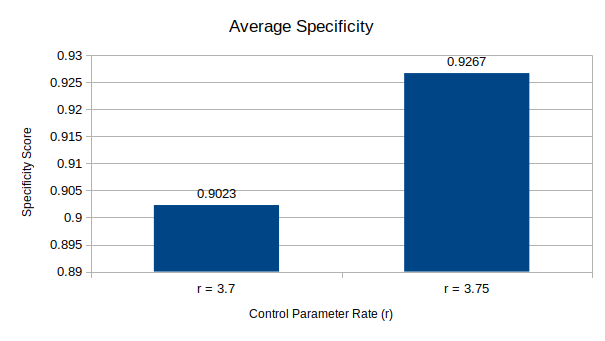 Average Specificity
0.93
0.925
0.92
0.915
0.91
0.905
0.9
0.895
0.89
Specificity Score
0.9023
0.9267
r = 3.7
r = 3.75
Control Parameter Rate (r)